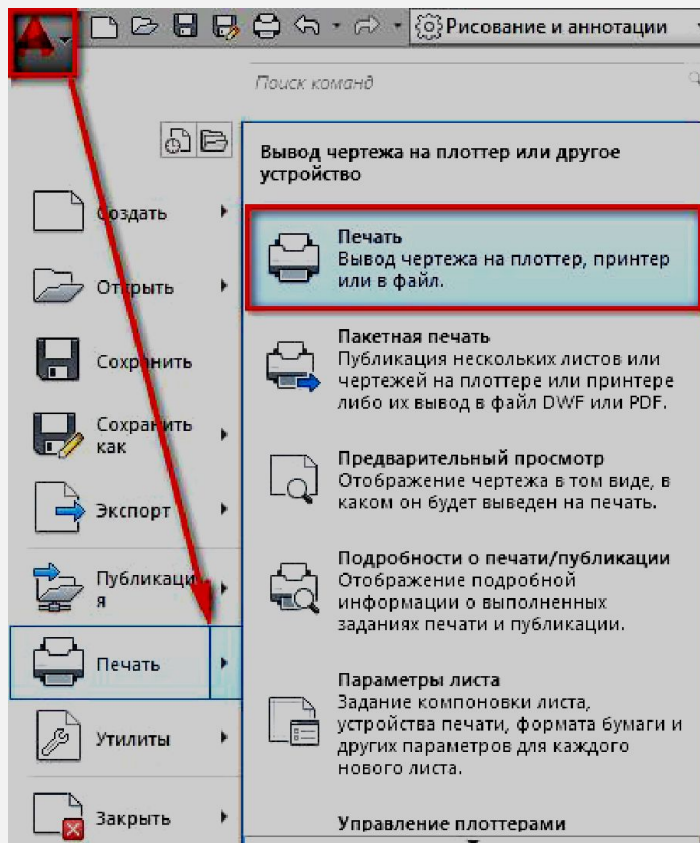 Рисование и аннотации
Поиск команд
Вывод чертежа на плоттер или другое
устройство
Создать
Открыть
Сохранить
Сохранить
как
Экспорт
Публикаци
я
Печать
Утилиты
Закрыть
Печать
Вывод чертежа на плоттер, принтер
или в файл.
Пакетная печать
Публикация нескольких листов или
чертежей на плоттере или принтере
либо их вывод в файл DWF или PDF.
Предварительный просмотр
Отображение чертежа в том виде, в
каком он будет выведен на печать.
Подробности о печати/публикации
Отображение подробной
информации о выполненных
заданиях печати и публикации.
Параметры листа
Задание компоновки листа,
устройства печати, формата бумаги и
других параметров для каждого
нового листа.
Управление плоттерами